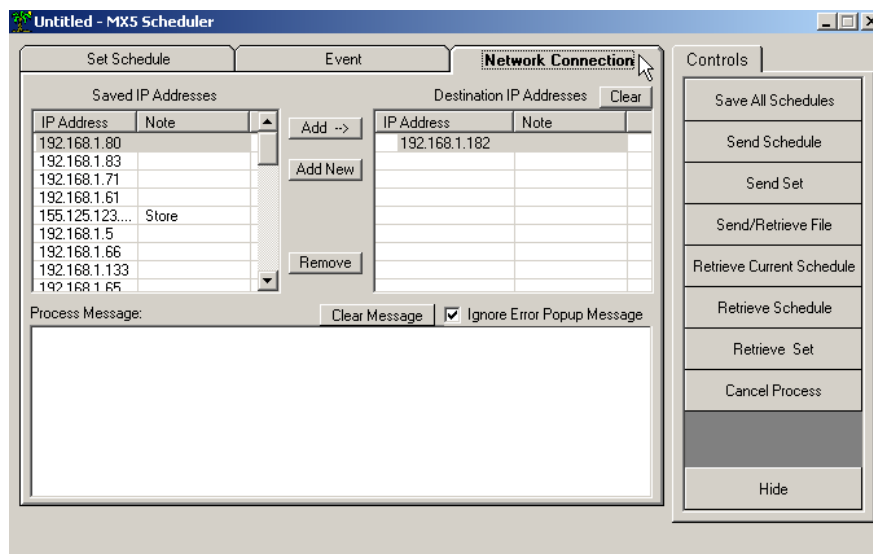 Untitled - MX5 Scheduler
Set Schedule
Event
Network Connection
Controls
Saved IP Addresses
Destination IP Addresses
Clear
IP Address Note
192.168.1.80
192.168.1.83
192.168.1.71
192.168.1.61
155.125.123.... Store
192.168.1.5
192.168.1.66
192.168.1.133
192.168.1.65
Add -->
Add New
Remove
IP Address Note
192.168.1.182
Process Message:
Clear Message
Ignore Error Popup Message
Save All Schedules
Send Schedule
Send Set
Send/Retrieve File
Retrieve Current Schedule
Retrieve Schedule
Retrieve Set
Cancel Process
Hide